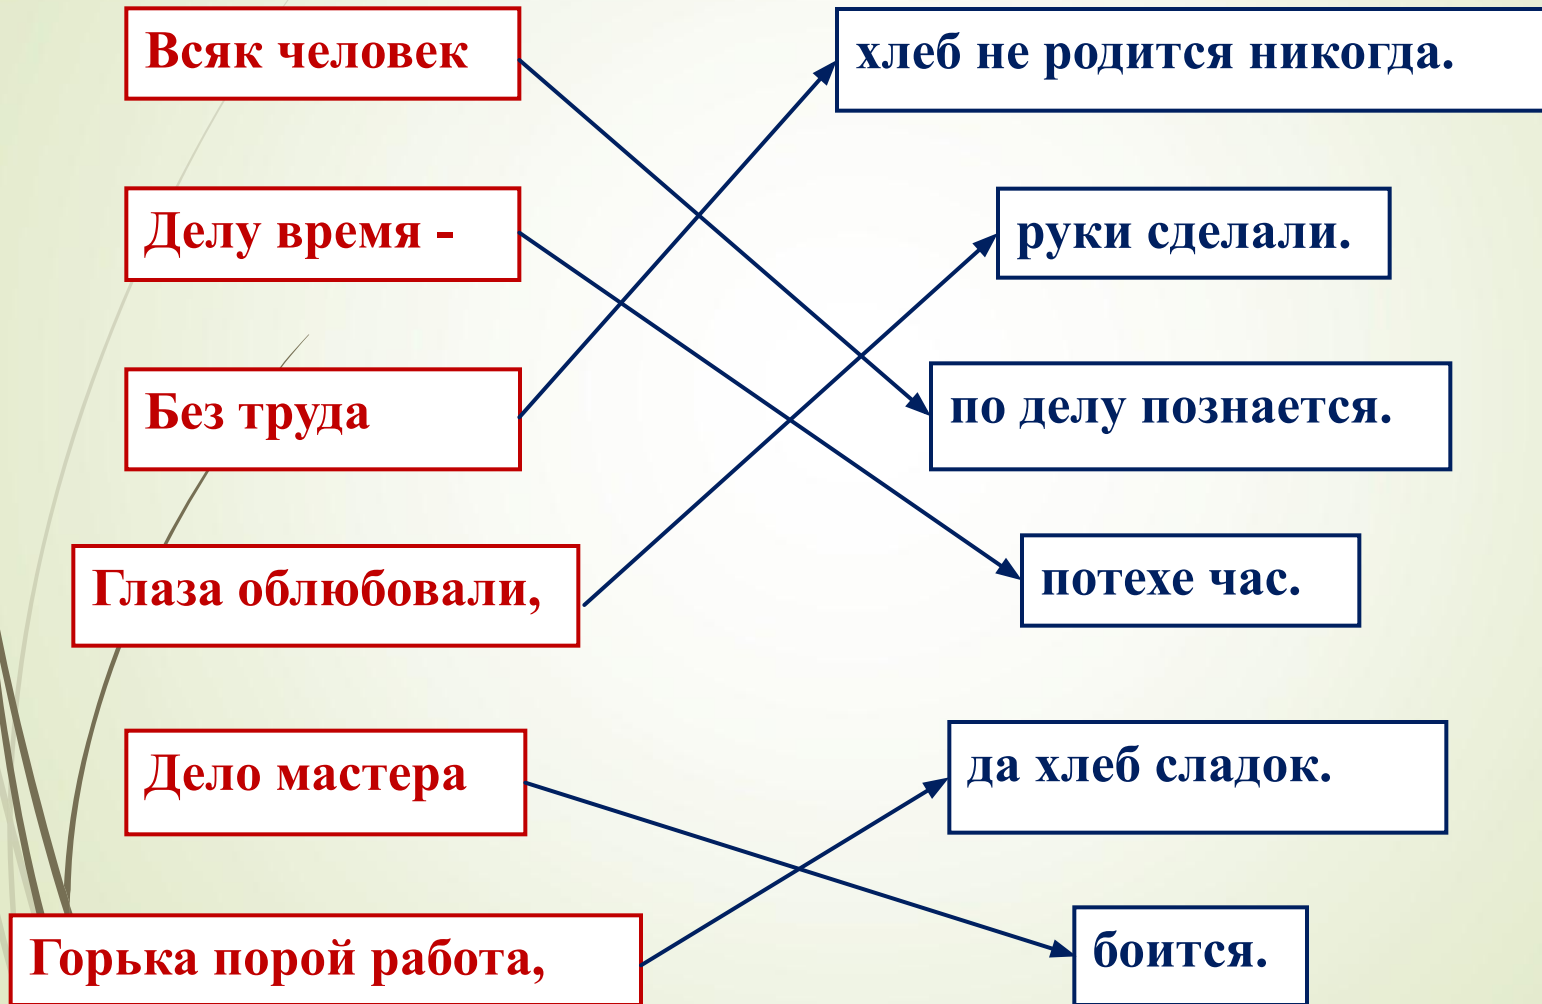 Всяк человек
хлеб не родится никогда.
Делу время -
руки сделали.
Без труда
по делу познается.
Глаза облюбовали,
потехе час.
Дело мастера
да хлеб сладок.
Горька порой работа,
боится.